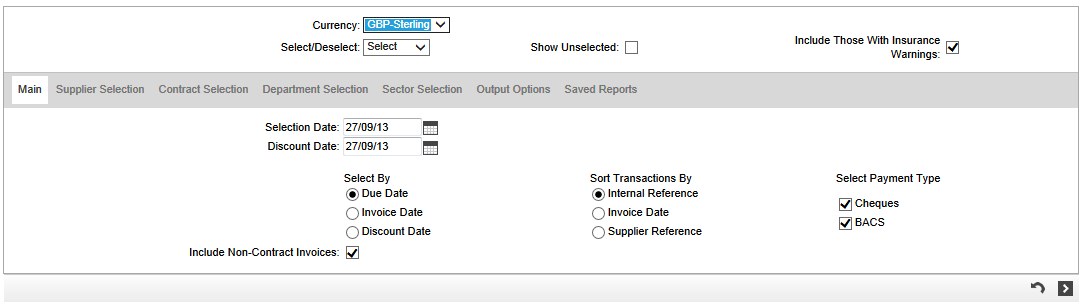 Currency: GBP-Sterling
Select/Deselect: Select Show Unselected: Include Those With Insurance
Warnings:
Main Supplier Selection Contract Selection Department Selection Sector Selection Output Options Saved Reports
Selection Date: 27/09/13
Discount Date: 27/09/13
Select By Sort Transactions By Select Payment Type
Due Date Internal Reference Cheques
Invoice Date Invoice Date BACS
Discount Date Supplier Reference
Include Non-Contract Invoices: